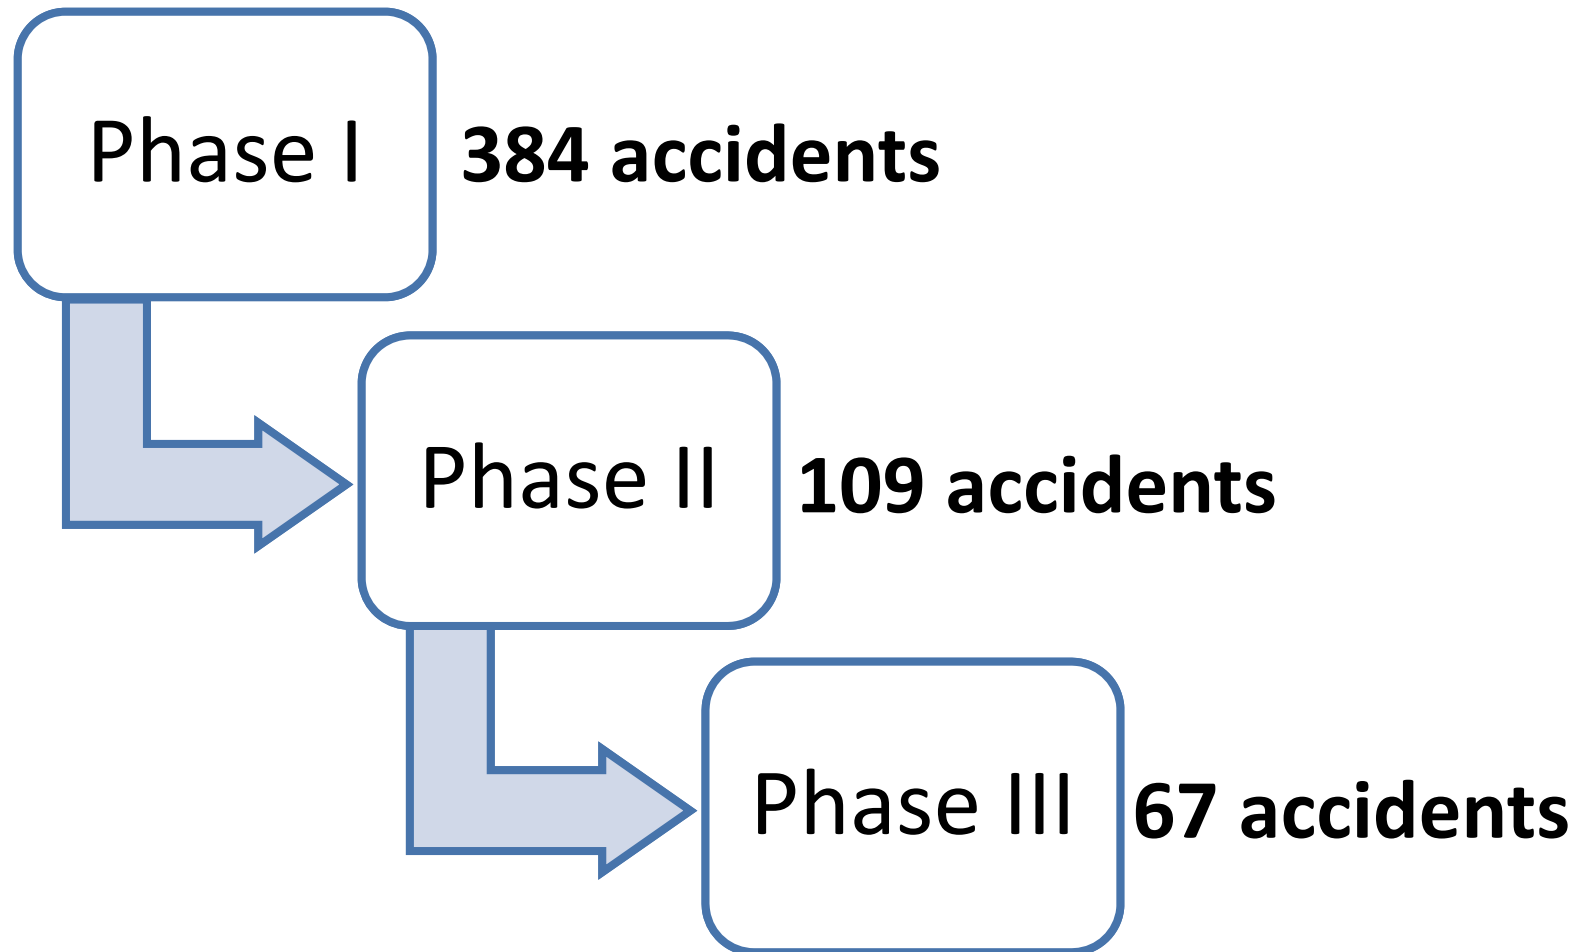 Phase I
384 accidents
Phase II
109 accidents
Phase III
67 accidents